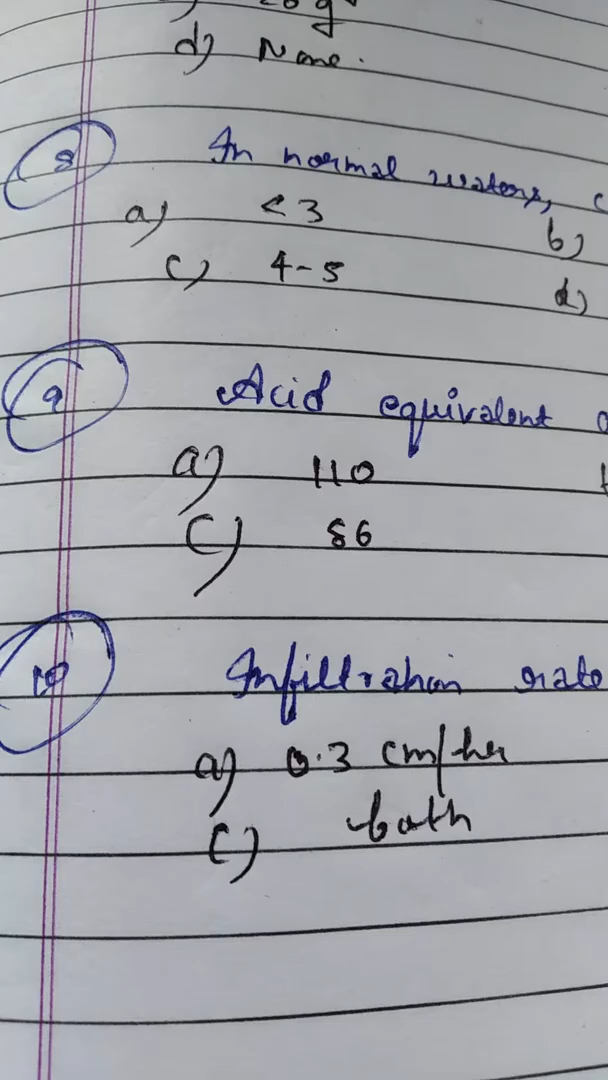 d) None.
8 In normal waters, c
a) <3 b)
c) 4-5 d)
9 Acid equivalent
a) 110
c) 86
10 Infiltration rate
a) 0.3 cm/hr
c) both